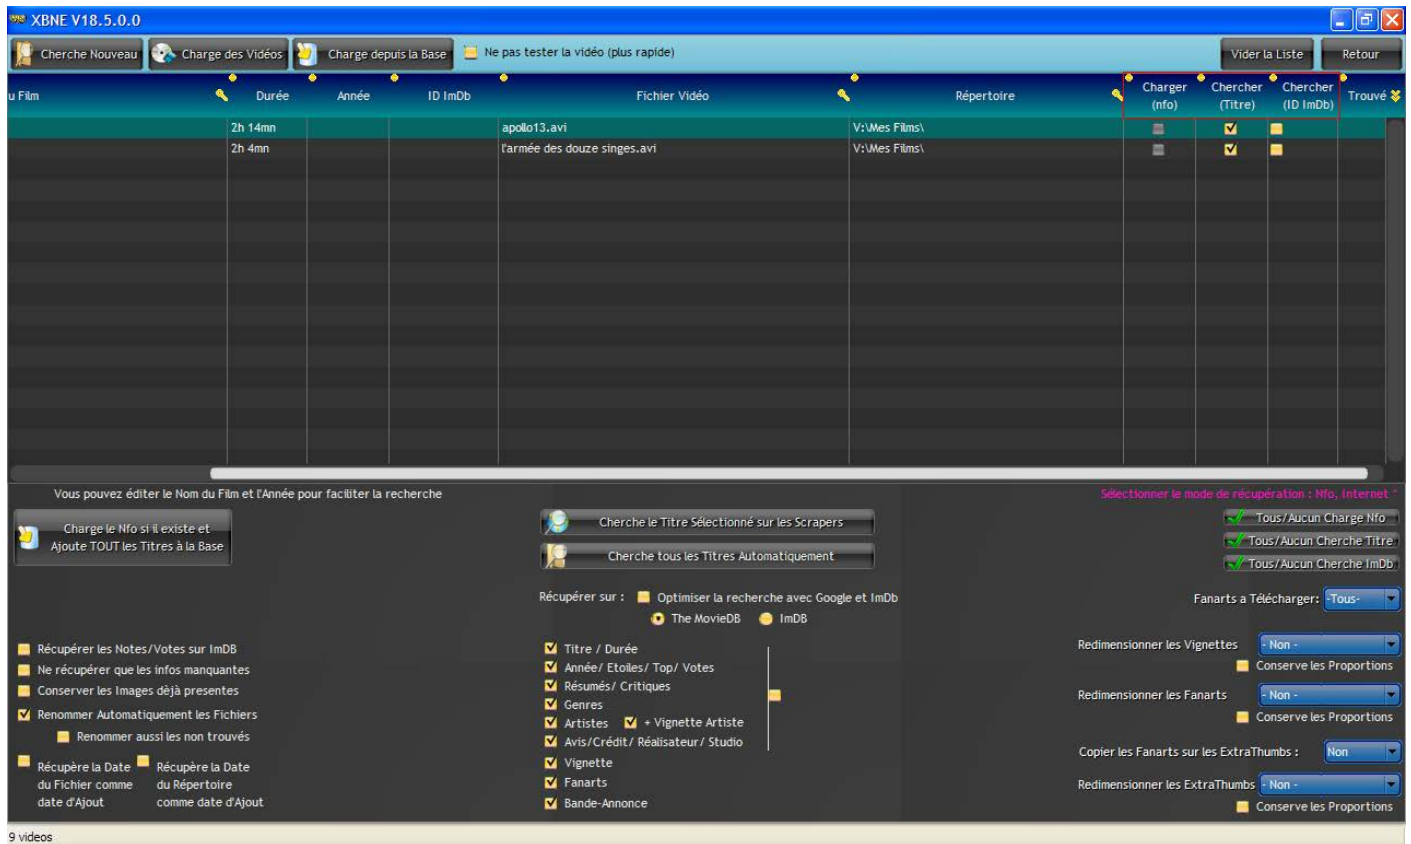 XBNE V18.5.0.0
Cherche Nouveau Charge des Vidéos Charge depuis la Base Ne pas tester la vidéo (plus rapide) Vider la Liste Retour
u Film Durée Année ID ImDb Fichier Vidéo Répertoire Charger (nfo) Chercher (Titre) Chercher (ID ImDb) Trouvé
2h 14mn apollo13.avi V:\Mes Films\
2h 4mn l'armée des douze singes.avi V:\Mes Films\
Vous pouvez éditer le Nom du Film et l'Année pour faciliter la recherche
Sélectionner le mode de récupération : Nfo, Internet ^
Charge le Nfo si il existe et
Ajoute TOUT les Titres à la Base
Cherche le Titre Sélectionné sur les Scrapers
Cherche tous les Titres Automatiquement
Tous/Aucun Charge Nfo
Tous/Aucun Cherche Titre
Tous/Aucun Cherche ImDb
Récupérer sur : Optimiser la recherche avec Google et ImDb
The MovieDB ImDB
Fanarts a Télécharger: -Tous-
Récupérer les Notes/Votes sur ImDB
Ne récupérer que les infos manquantes
Conserver les Images dèjà presentes
Renommer Automatiquement les Fichiers
Renommer aussi les non trouvés
Récupère la Date
du Fichier comme
date d'Ajout
Récupère la Date
du Répertoire
comme date d'Ajout
Titre / Durée
Année/ Etoiles/ Top/ Votes
Résumés/ Critiques
Genres
Artistes + Vignette Artiste
Avis/Crédit/ Réalisateur/ Studio
Vignette
Fanarts
Bande-Annonce
Redimensionner les Vignettes - Non -
Conserve les Proportions
Redimensionner les Fanarts - Non -
Conserve les Proportions
Copier les Fanarts sur les ExtraThumbs : Non
Redimensionner les ExtraThumbs - Non -
Conserve les Proportions
9 videos